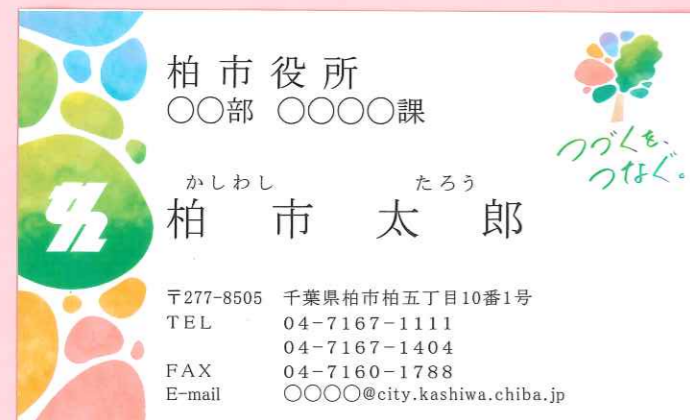 柏市役所
○○部 ○○○○課
つづくを、
つなぐ。
かしわし たろう
柏市 太郎
〒277-8505 千葉県柏市柏五丁目10番1号
TEL 04-7167-1111
04-7167-1404
FAX 04-7160-1788
E-mail ○○○○@city.kashiwa.chiba.jp